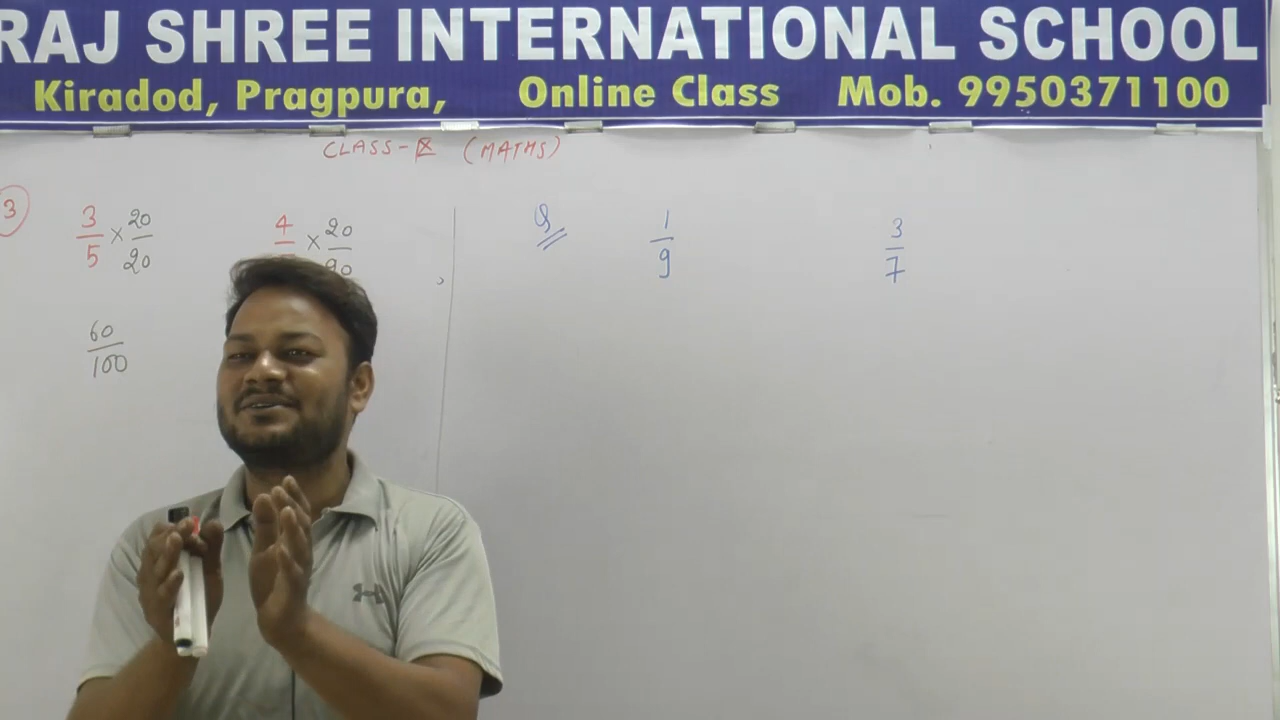 RAJ SHREE INTERNATIONAL SCHOOL
Kiradod, Pragpura, Online Class Mob. 9950371100
CLASS-IX (MATHS)
3
3/5 × 20/20
4/ × 20/20
60/100
Q
1/9
3/7